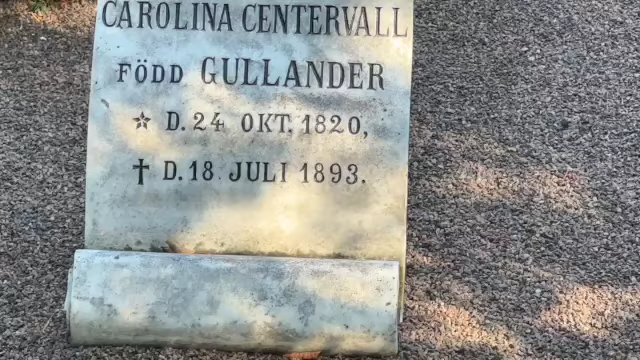 CAROLINA CENTERVALL
FÖDD GULLANDER
☆ D. 24 OKT. 1820,
† D. 18 JULI 1893.